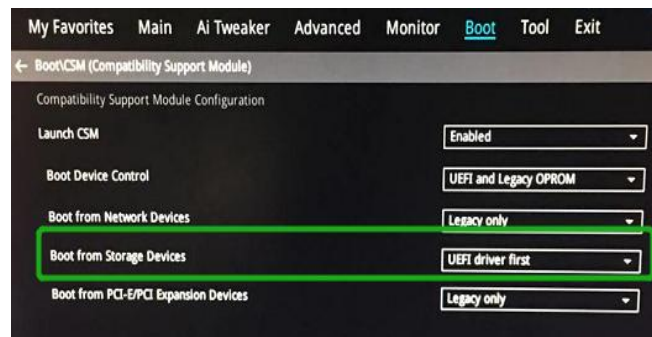 My Favorites Main Ai Tweaker Advanced Monitor Boot Tool Exit
← Boot\CSM (Compatibility Support Module)
Compatibility Support Module Configuration
Launch CSM Enabled
Boot Device Control UEFI and Legacy OPROM
Boot from Network Devices Legacy only
Boot from Storage Devices UEFI driver first
Boot from PCI-E/PCI Expansion Devices Legacy only